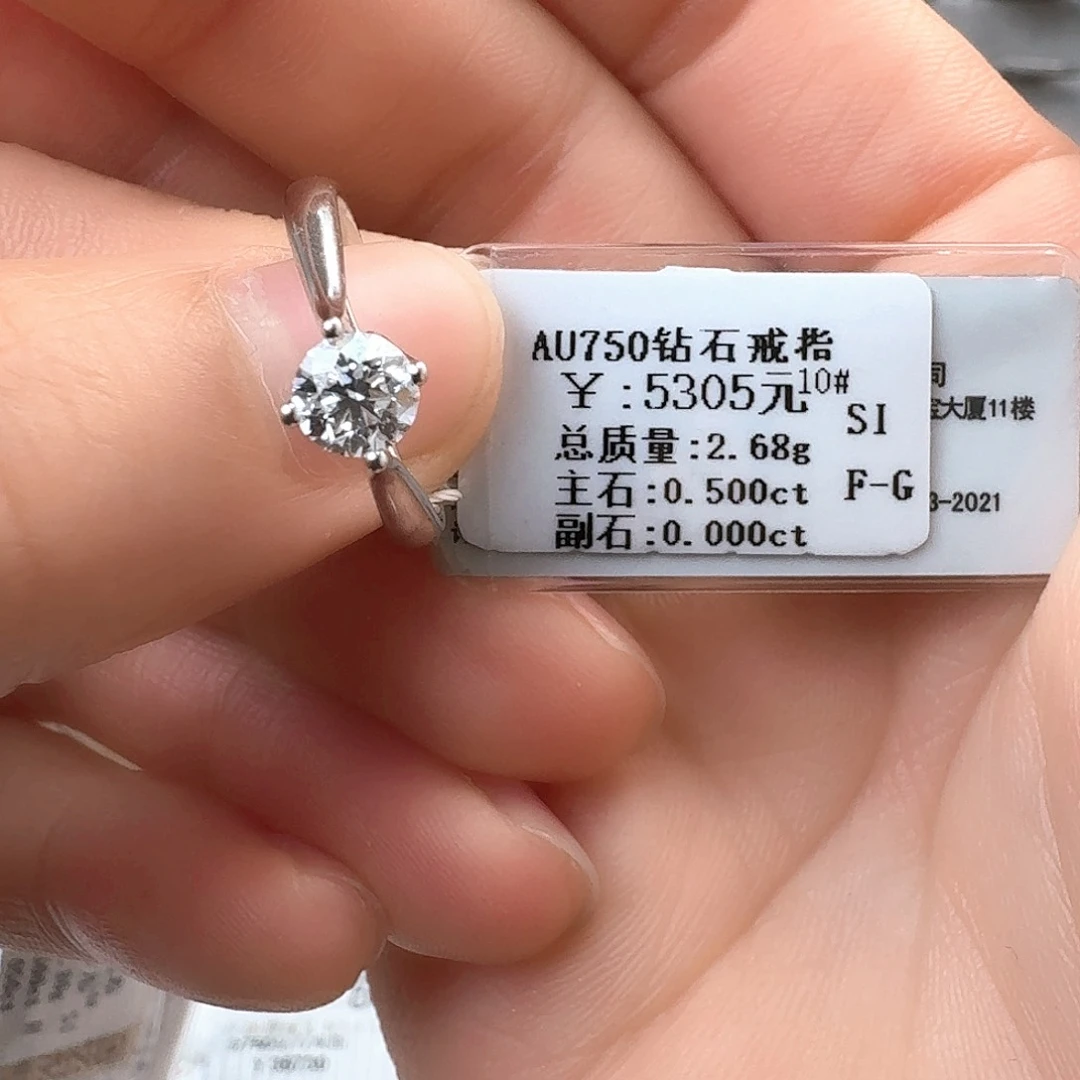 AU750钻石戒指
¥:5305元10#
SI
总质量:2.68g
主石:0.500ct F-G
副石:0.000ct
司
大厦11楼
3-2021